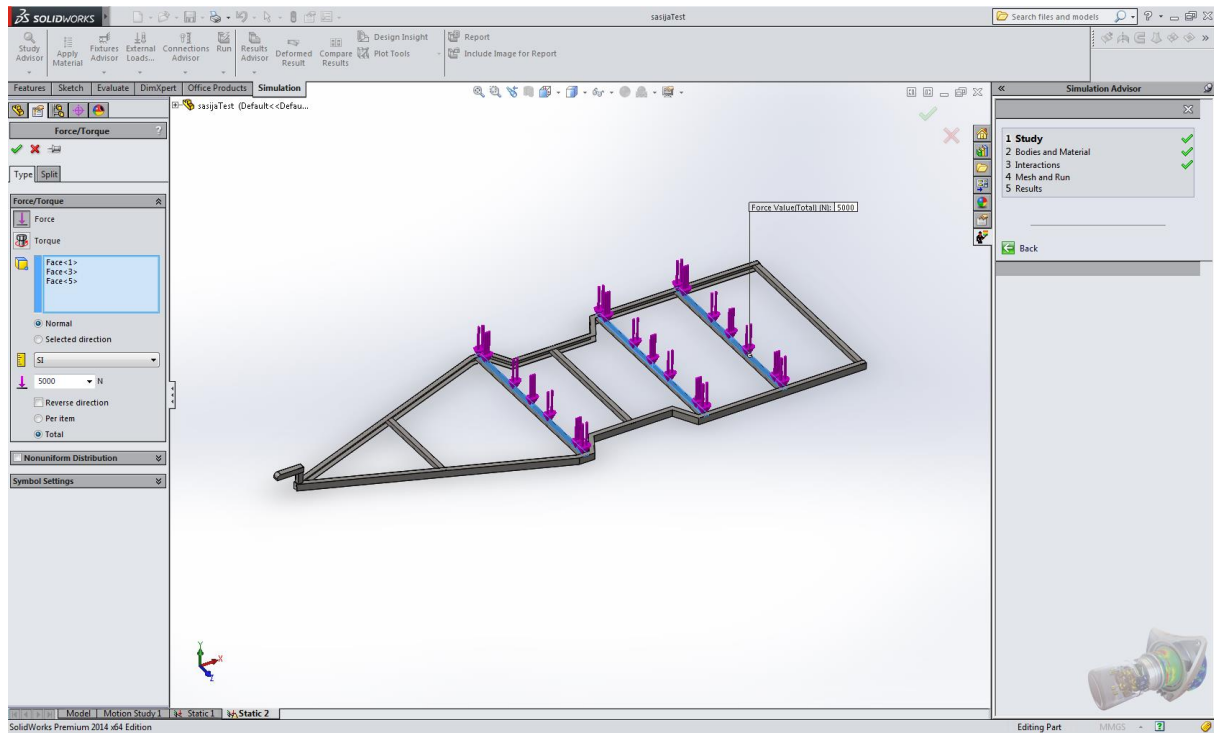 SOLIDWORKS
sasijaTest
Search files and models
Study Advisor
Apply Material
Fixtures Advisor
External Loads...
Connections Advisor
Run
Results Advisor
Deformed Result
Compare Results
Design Insight
Plot Tools
Report
Include Image for Report
Features Sketch Evaluate DimXpert Office Products Simulation
sasijaTest (Default<<Defau...
Force/Torque ?
Type Split
Force/Torque
Force
Torque
Face<1>
Face<3>
Face<5>
Normal
Selected direction
SI
5000 N
Reverse direction
Per item
Total
Nonuniform Distribution
Symbol Settings
Force Value(Total) (N): 5000
Y
X
Z
Simulation Advisor
1 Study
2 Bodies and Material
3 Interactions
4 Mesh and Run
5 Results
Back
Model Motion Study 1 Static 1 Static 2
SolidWorks Premium 2014 x64 Edition
Editing Part MMGS - ?